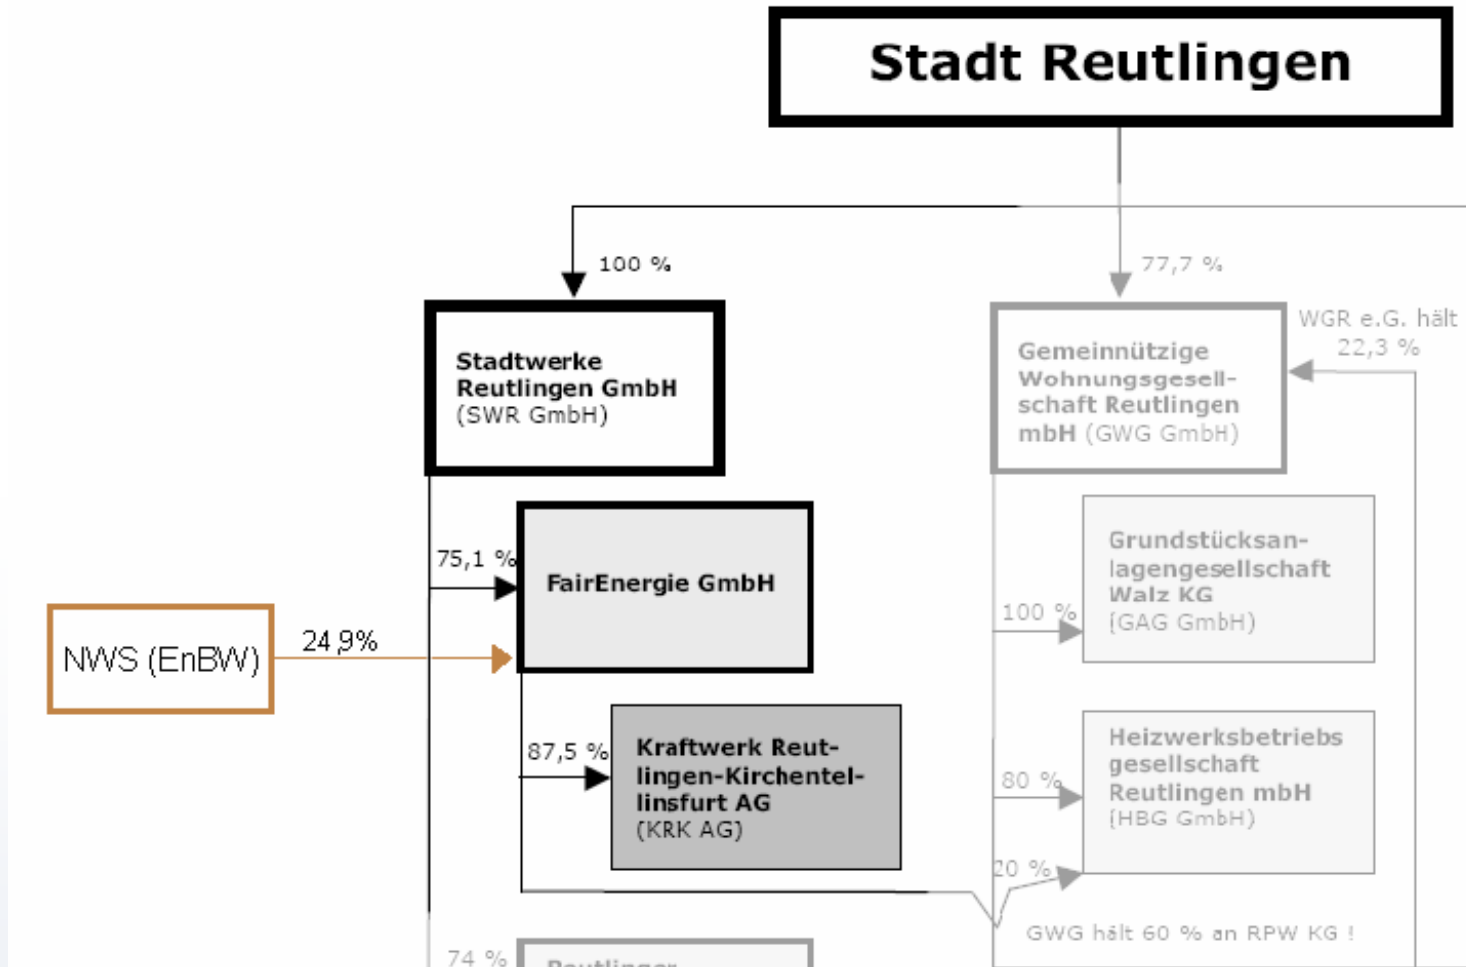 Stadt Reutlingen
100 %
77,7 %
WGR e.G. hält
22,3 %
Stadtwerke
Reutlingen GmbH
(SWR GmbH)
Gemeinnützige
Wohnungsgesell-
schaft Reutlingen
mbH (GWG GmbH)
75,1 %
FairEnergie GmbH
NWS (EnBW)
24,9%
Grundstücksan-
lagengesellschaft
Walz KG
(GAG GmbH)
100 %
87,5 %
Kraftwerk Reut-
lingen-Kirchentel-
linsfurt AG
(KRK AG)
Heizwerksbetriebs
gesellschaft
Reutlingen mbH
(HBG GmbH)
80 %
20 %
GWG hält 60 % an RPW KG !
74 %
Reutlinger